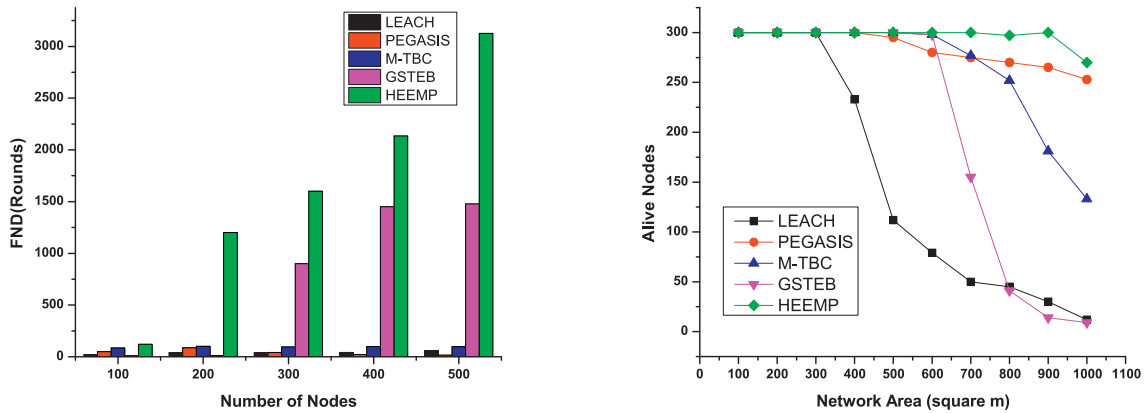 LEACH
PEGASIS
M-TBC
GSTEB
HEEMP
3000
2500
2000
1500
1000
500
0
FND(Rounds)
100 200 300 400 500
Number of Nodes
300
250
200
150
100
50
0
Alive Nodes
LEACH
PEGASIS
M-TBC
GSTEB
HEEMP
0 100 200 300 400 500 600 700 800 900 1000 1100
Network Area (square m)